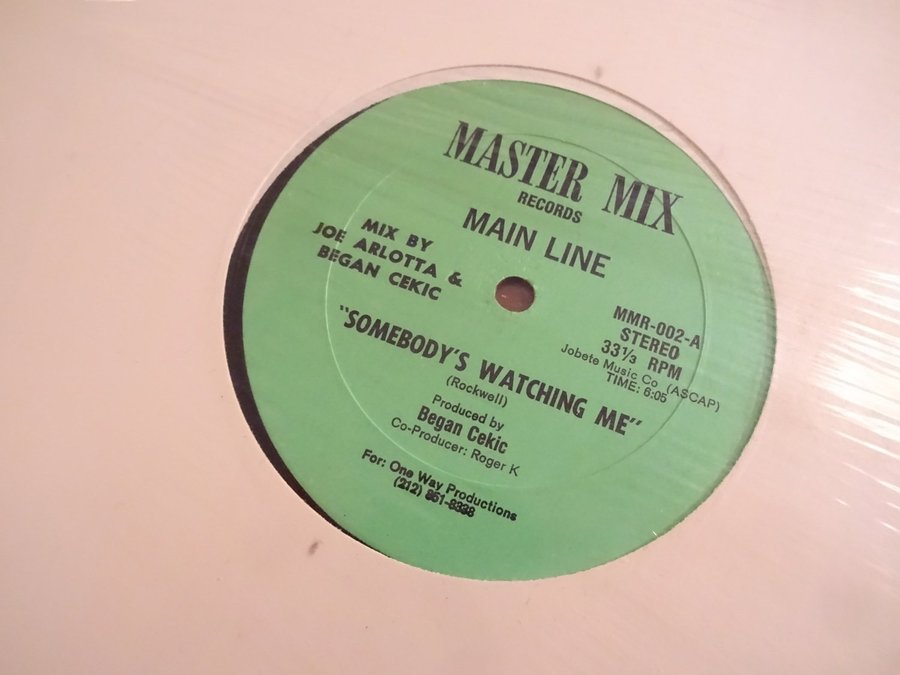 MASTER MIX
RECORDS
MAIN LINE
MIX BY
JOE ARLOTTA &
BEGAN CEKIC
MMR-002-A
STEREO
33⅓ RPM
Jobete Music Co. (ASCAP)
TIME: 6:05
"SOMEBODY'S WATCHING ME"
(Rockwell)
Produced by
Began Cekic
Co-Producer: Roger K
For: One Way Productions
(212)